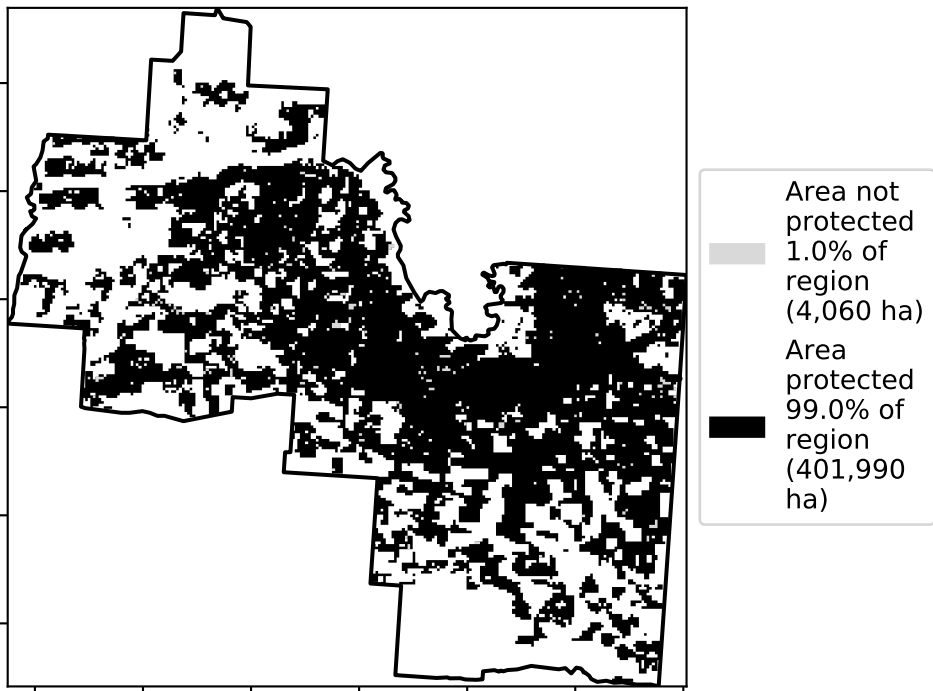 Area not
protected
1.0% of
region
(4,060 ha)
Area
protected
99.0% of
region
(401,990
ha)